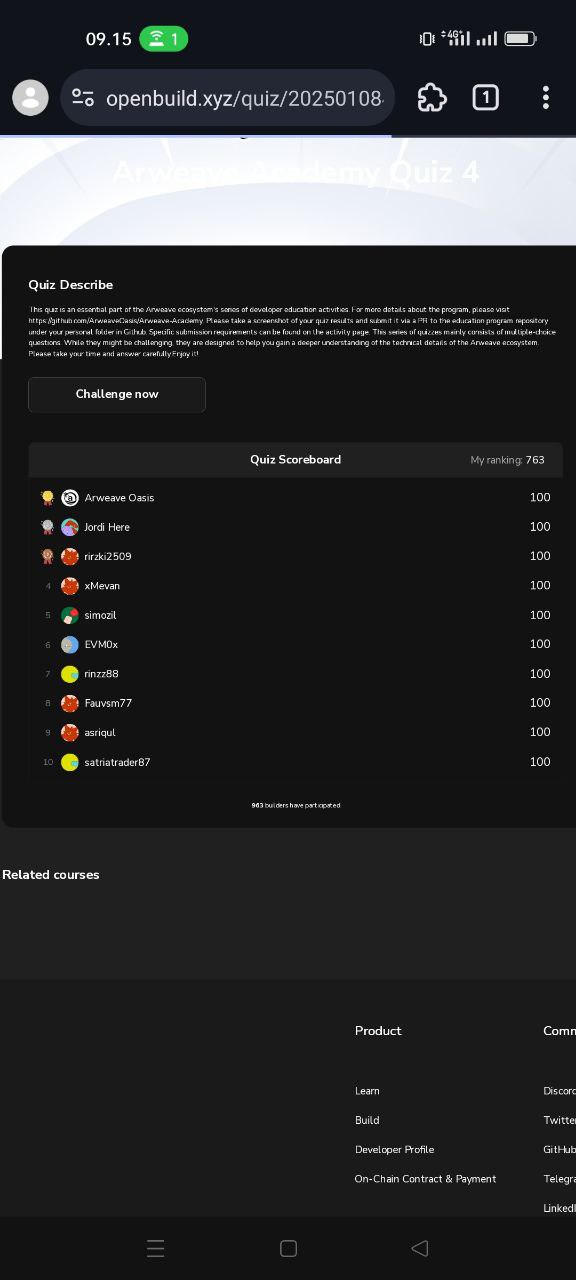 09.15
1
4G+
openbuild.xyz/quiz/20250108
1
Arweave Academy Quiz 4
Quiz Describe
This quiz is an essential part of the Arweave ecosystem's series of developer education activities. For more details about the program, please visit
https://github.com/ArweaveOasis/Arweave-Academy. Please take a screenshot of your quiz results and submit it via a PR to the education program repository
under your personal folder in Github. Specific submission requirements can be found on the activity page. This series of quizzes mainly consists of multiple-choice
questions. While they might be challenging, they are designed to help you gain a deeper understanding of the technical details of the Arweave ecosystem.
Please take your time and answer carefully.Enjoy it!
Challenge now
Quiz Scoreboard
My ranking: 763
Arweave Oasis 100
Jordi Here 100
rirzki2509 100
4 xMevan 100
5 simozil 100
6 EVM0x 100
7 rinzz88 100
8 Fauvsm77 100
9 asriqul 100
10 satriatrader87 100
963 builders have participated
Related courses
Product
Learn
Build
Developer Profile
On-Chain Contract & Payment
Comm
Discord
Twitter
GitHub
Telegra
LinkedI